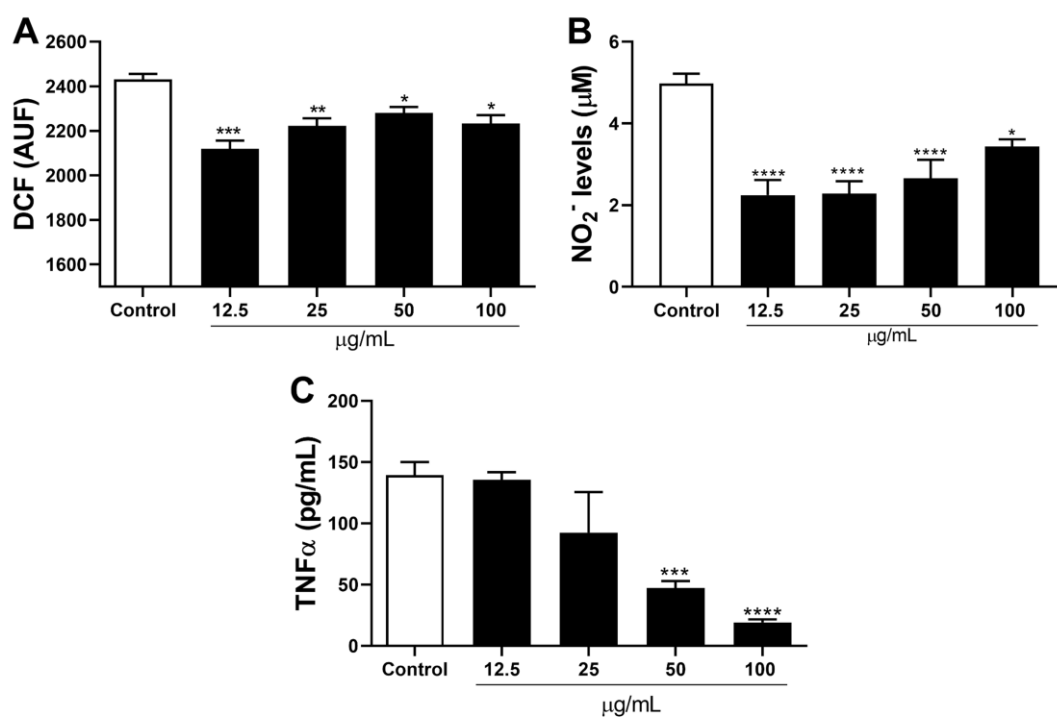 A
DCF (AUF)
2600
2400
2200
2000
1800
1600
***
**
*
*
Control 12.5 25 50 100
μg/mL
B
NO₂⁻ levels (μM)
6
4
2
0
****
****
****
*
Control 12.5 25 50 100
μg/mL
C
TNFα (pg/mL)
200
150
100
50
0
***
****
Control 12.5 25 50 100
μg/mL